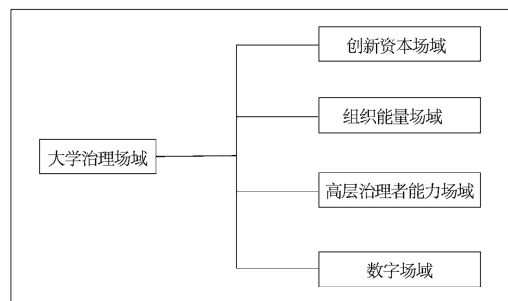 创新资本场域
组织能量场域
大学治理场域
高层治理者能力场域
数字场域